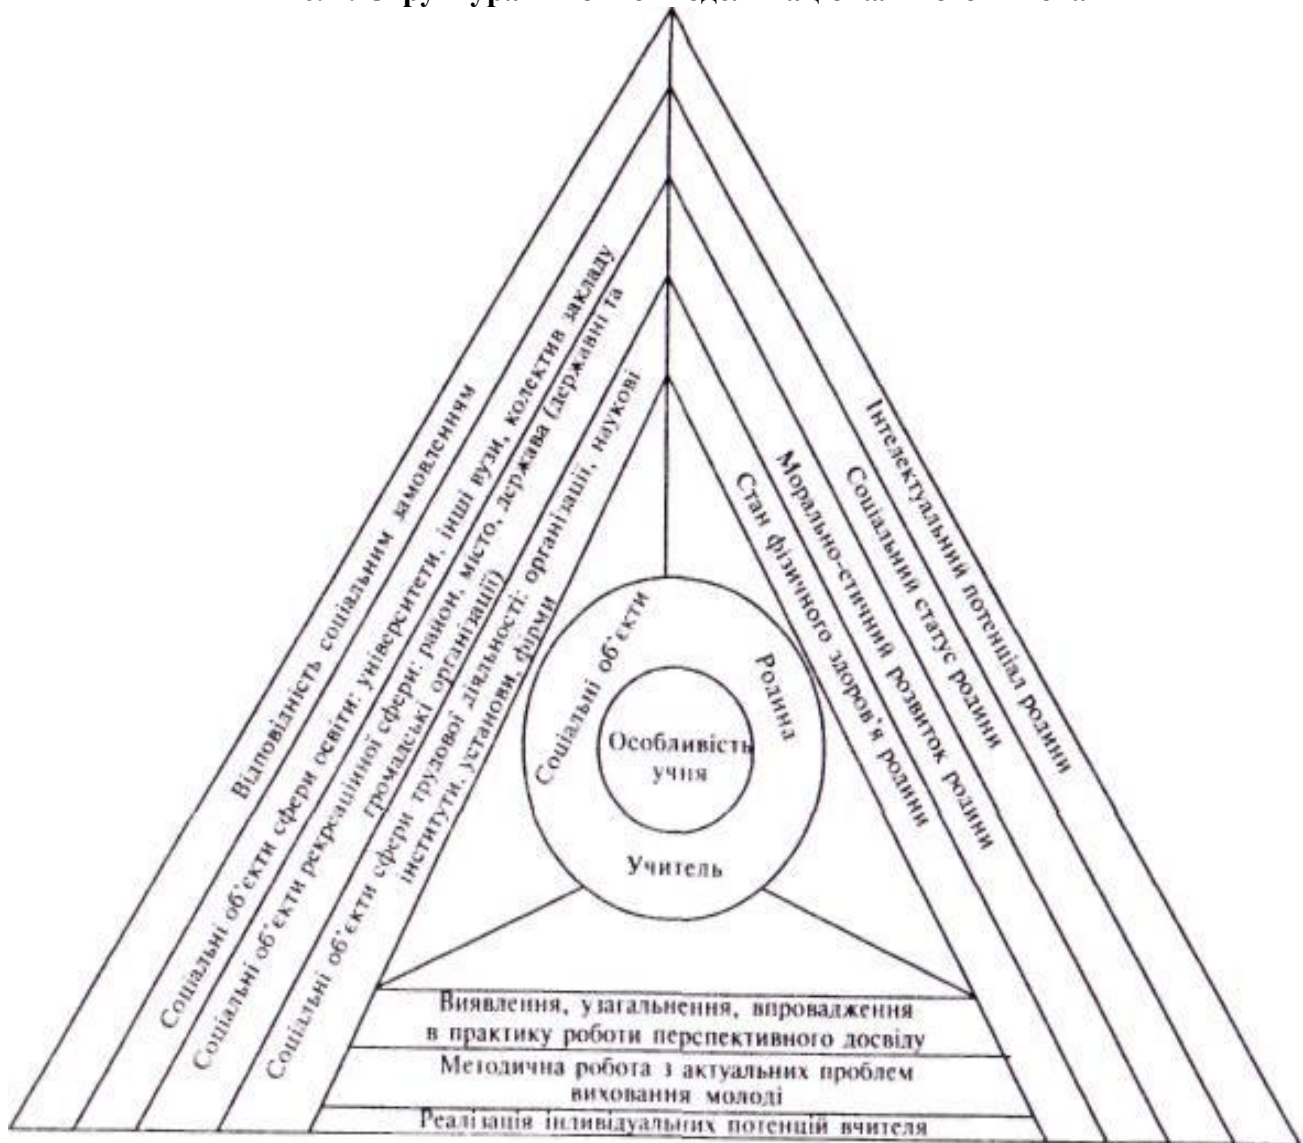 Відповідність соціальним замовленням
Соціальні об'єкти сфери освіти: університети, інші вузи, колектив закладу
Соціальні об'єкти рекреаційної сфери: район, місто, держава (державні та
громадські організації)
Соціальні об'єкти сфери трудової діяльності: організації, наукові
інститути, установи, фірми
Інтелектуальний потенціал родини
Соціальний статус родини
Морально-етичний розвиток родини
Стан фізичного здоров'я родини
Соціальні об'єкти
Родина
Особливість
учня
Учитель
Виявлення, узагальнення, впровадження
в практику роботи перспективного досвіду
Методична робота з актуальних проблем
виховання молоді
Реалізація індивідуальних потенцій вчителя